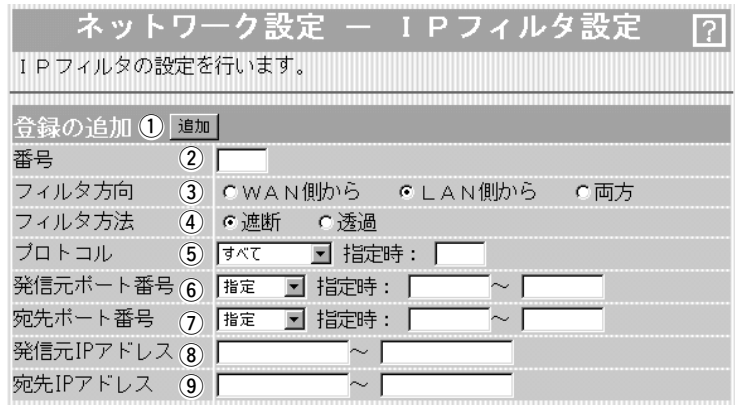 ネットワーク設定 － ＩＰフィルタ設定 ?
ＩＰフィルタの設定を行います。
登録の追加 ① 追加
番号 ②
フィルタ方向 ③ ＷＡＮ側から ＬＡＮ側から 両方
フィルタ方法 ④ 遮断 透過
プロトコル ⑤ すべて 指定時：
発信元ポート番号 ⑥ 指定 指定時： ～
宛先ポート番号 ⑦ 指定 指定時： ～
発信元IPアドレス ⑧ ～
宛先IPアドレス ⑨ ～